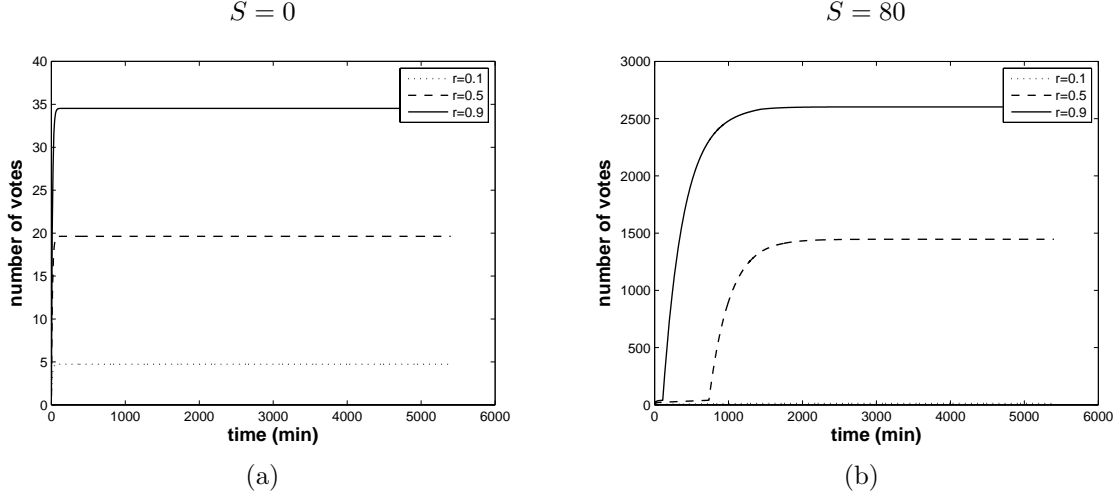 S = 0
S = 80
40
35
30
25
20
15
10
5
0
number of votes
0 1000 2000 3000 4000 5000 6000
time (min)
r=0.1
r=0.5
r=0.9
(a)
3000
2500
2000
1500
1000
500
0
number of votes
0 1000 2000 3000 4000 5000 6000
time (min)
r=0.1
r=0.5
r=0.9
(b)